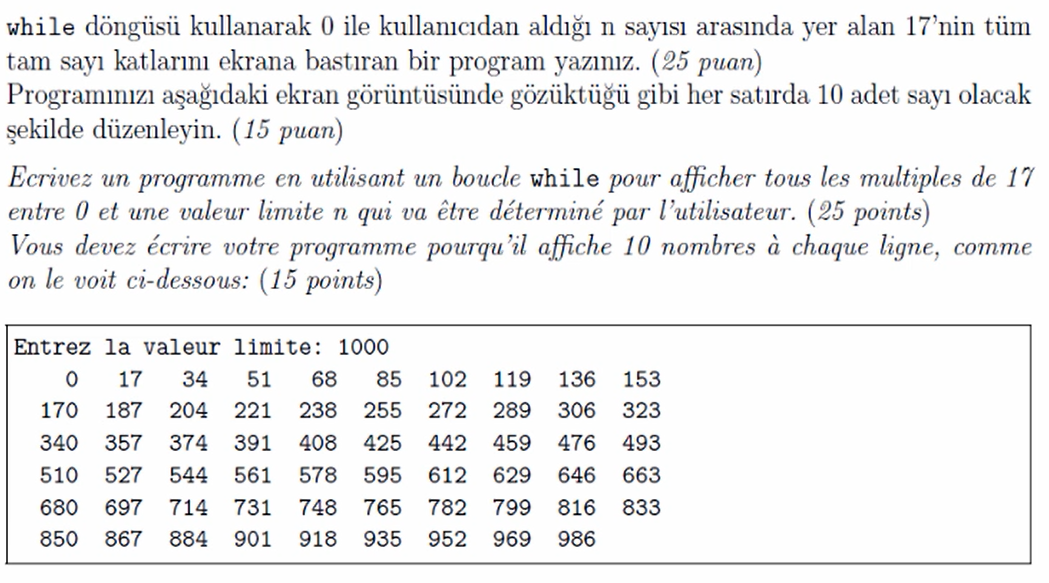 while döngüsü kullanarak 0 ile kullanıcıdan aldığı n sayısı arasında yer alan 17'nin tüm
tam sayı katlarını ekrana bastıran bir program yazınız. (25 puan)
Programınızı aşağıdaki ekran görüntüsünde gözüktüğü gibi her satırda 10 adet sayı olacak
şekilde düzenleyin. (15 puan)
Ecrivez un programme en utilisant un boucle while pour afficher tous les multiples de 17
entre 0 et une valeur limite n qui va être déterminé par l'utilisateur. (25 points)
Vous devez écrire votre programme pourqu'il affiche 10 nombres à chaque ligne, comme
on le voit ci-dessous: (15 points)
Entrez la valeur limite: 1000
0 17 34 51 68 85 102 119 136 153
170 187 204 221 238 255 272 289 306 323
340 357 374 391 408 425 442 459 476 493
510 527 544 561 578 595 612 629 646 663
680 697 714 731 748 765 782 799 816 833
850 867 884 901 918 935 952 969 986